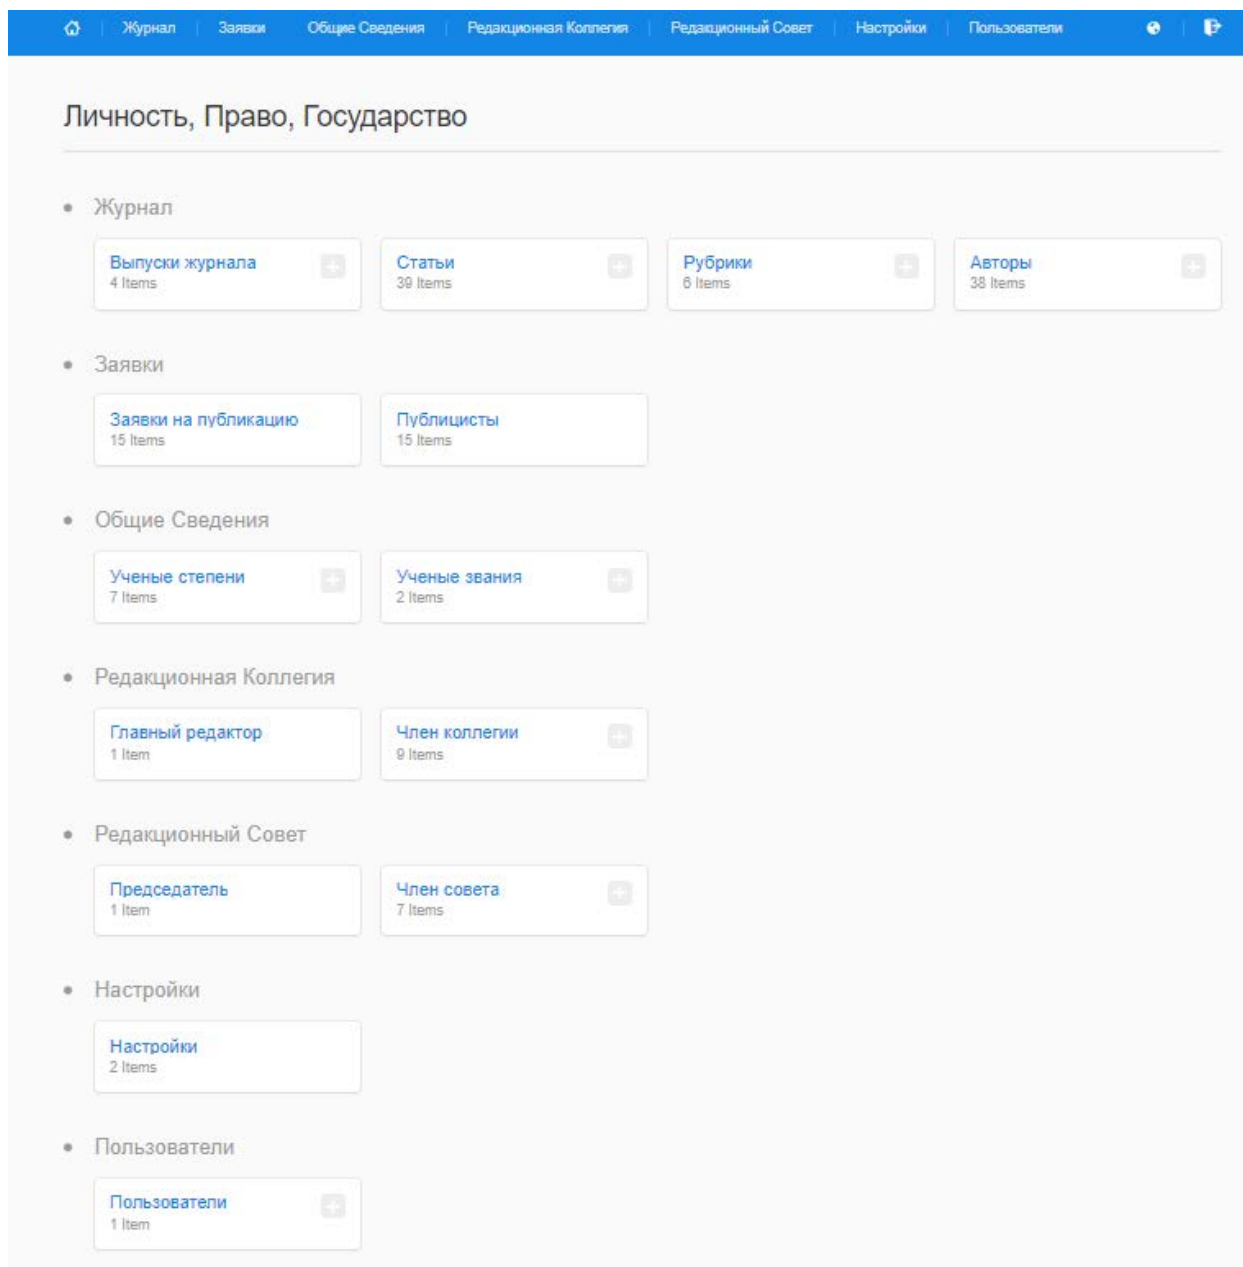 Журнал Заявки Общие Сведения Редакционная Коллегия Редакционный Совет Настройки Пользователи
Личность, Право, Государство
Журнал
Выпуски журнала
4 Items
Статьи
39 Items
Рубрики
6 Items
Авторы
38 Items
Заявки
Заявки на публикацию
15 Items
Публицисты
15 Items
Общие Сведения
Ученые степени
7 Items
Ученые звания
2 Items
Редакционная Коллегия
Главный редактор
1 Item
Член коллегии
9 Items
Редакционный Совет
Председатель
1 Item
Член совета
7 Items
Настройки
Настройки
2 Items
Пользователи
Пользователи
1 Item